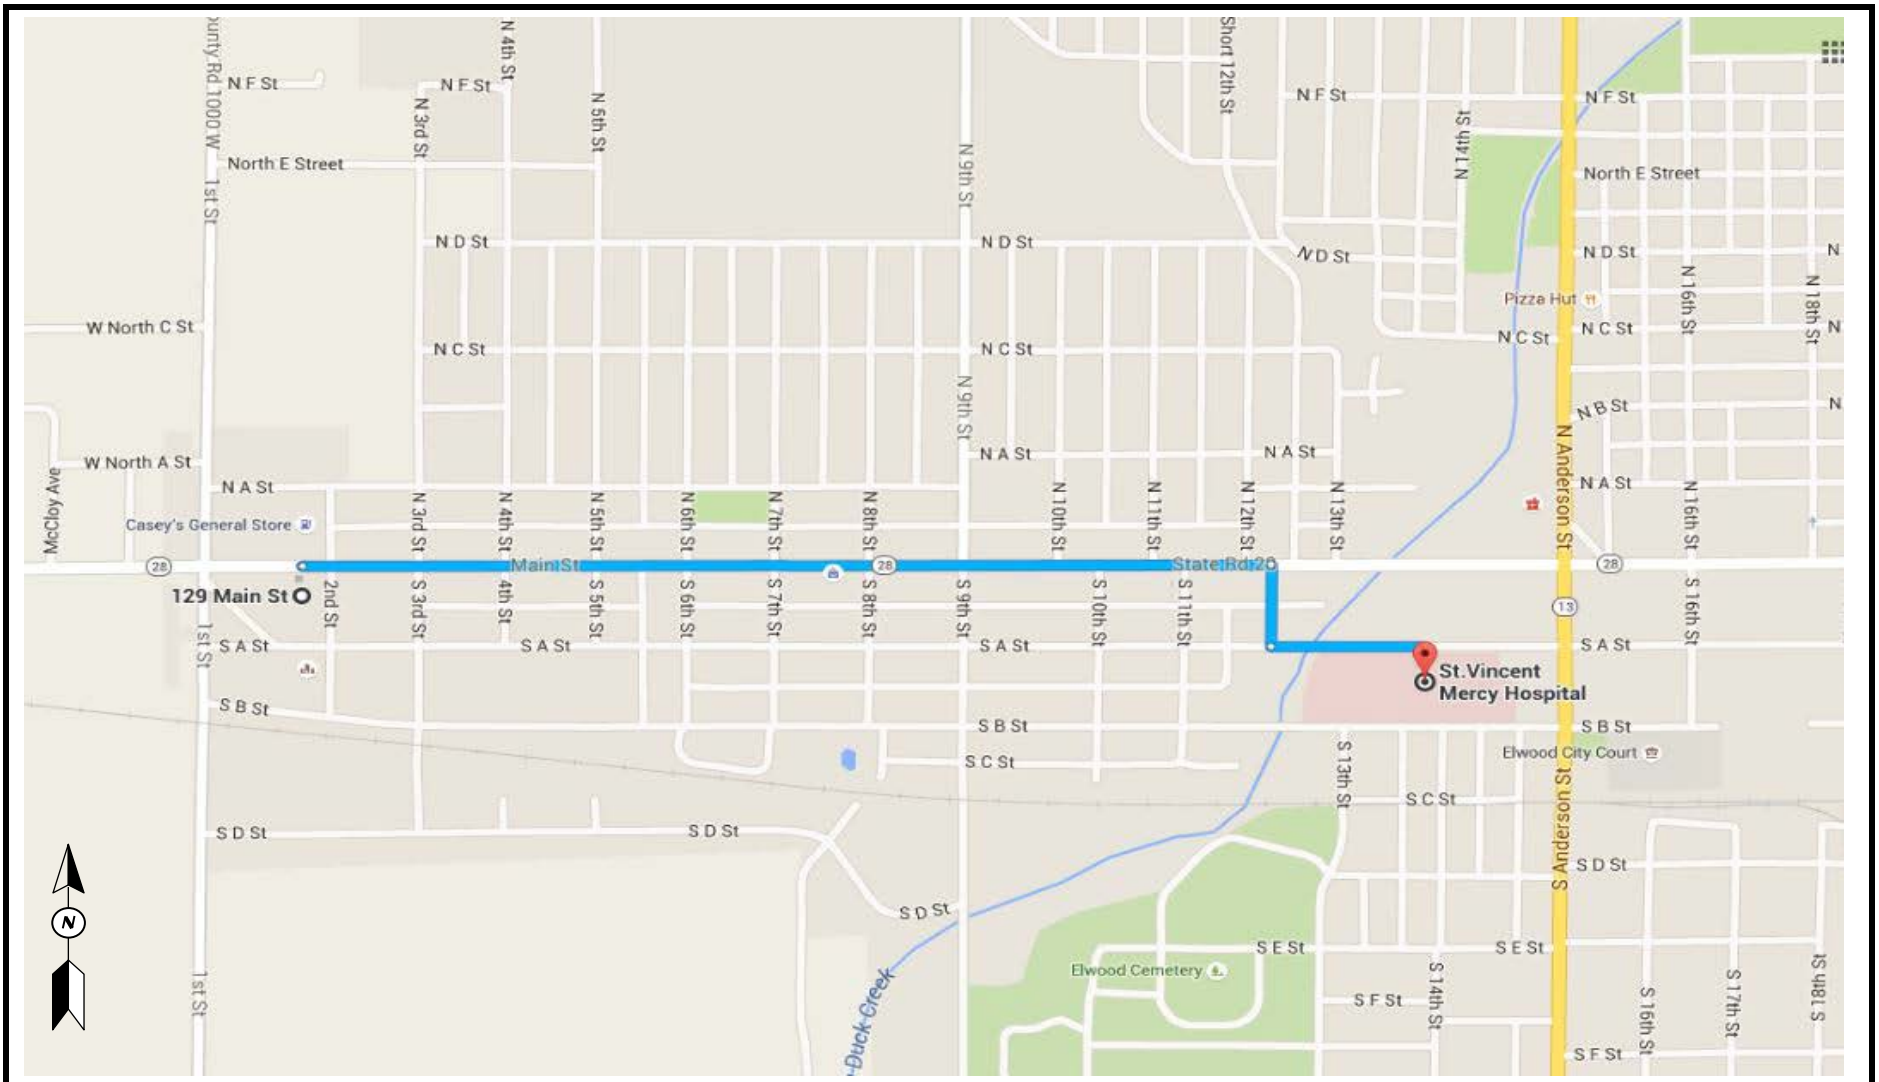 ounty Rd 1000 W
N F St
N 4th St
N F St
N 3rd St
N 5th St
Short 12th St
N F St
N 14th St
N F St
North E Street
1st St
N 9th St
North E Street
N D St
N D St
N D St
N D St
N
Pizza Hut
N 16th St
N 18th St
W North C St
N C St
N C St
N C St
N C St
N
N 9th St
N B St
N
N Anderson St
W North A St
N A St
N A St
N A St
N A St
McCloy Ave
Casey's General Store
N 3rd St
N 4th St
N 5th St
N 6th St
N 7th St
N 8th St
N 10th St
N 11th St
N 12th St
N 13th St
N 16th St
28
Main St
28
State Rd 28
28
129 Main St
2nd St
S 3rd St
4th St
S 5th St
S 6th St
S 7th St
S 8th St
S 9th St
S 10th St
S 11th St
13
S 16th St
1st St
S A St
S A St
S A St
S A St
St.Vincent
Mercy Hospital
S B St
S B St
S B St
Elwood City Court
S C St
S 13th St
S C St
S Anderson St
S D St
S D St
S D St
N
S D St
S E St
S E St
Elwood Cemetery
1st St
Duck Creek
S F St
S 14th St
S 16th St
S 17th St
S 18th St
S F St